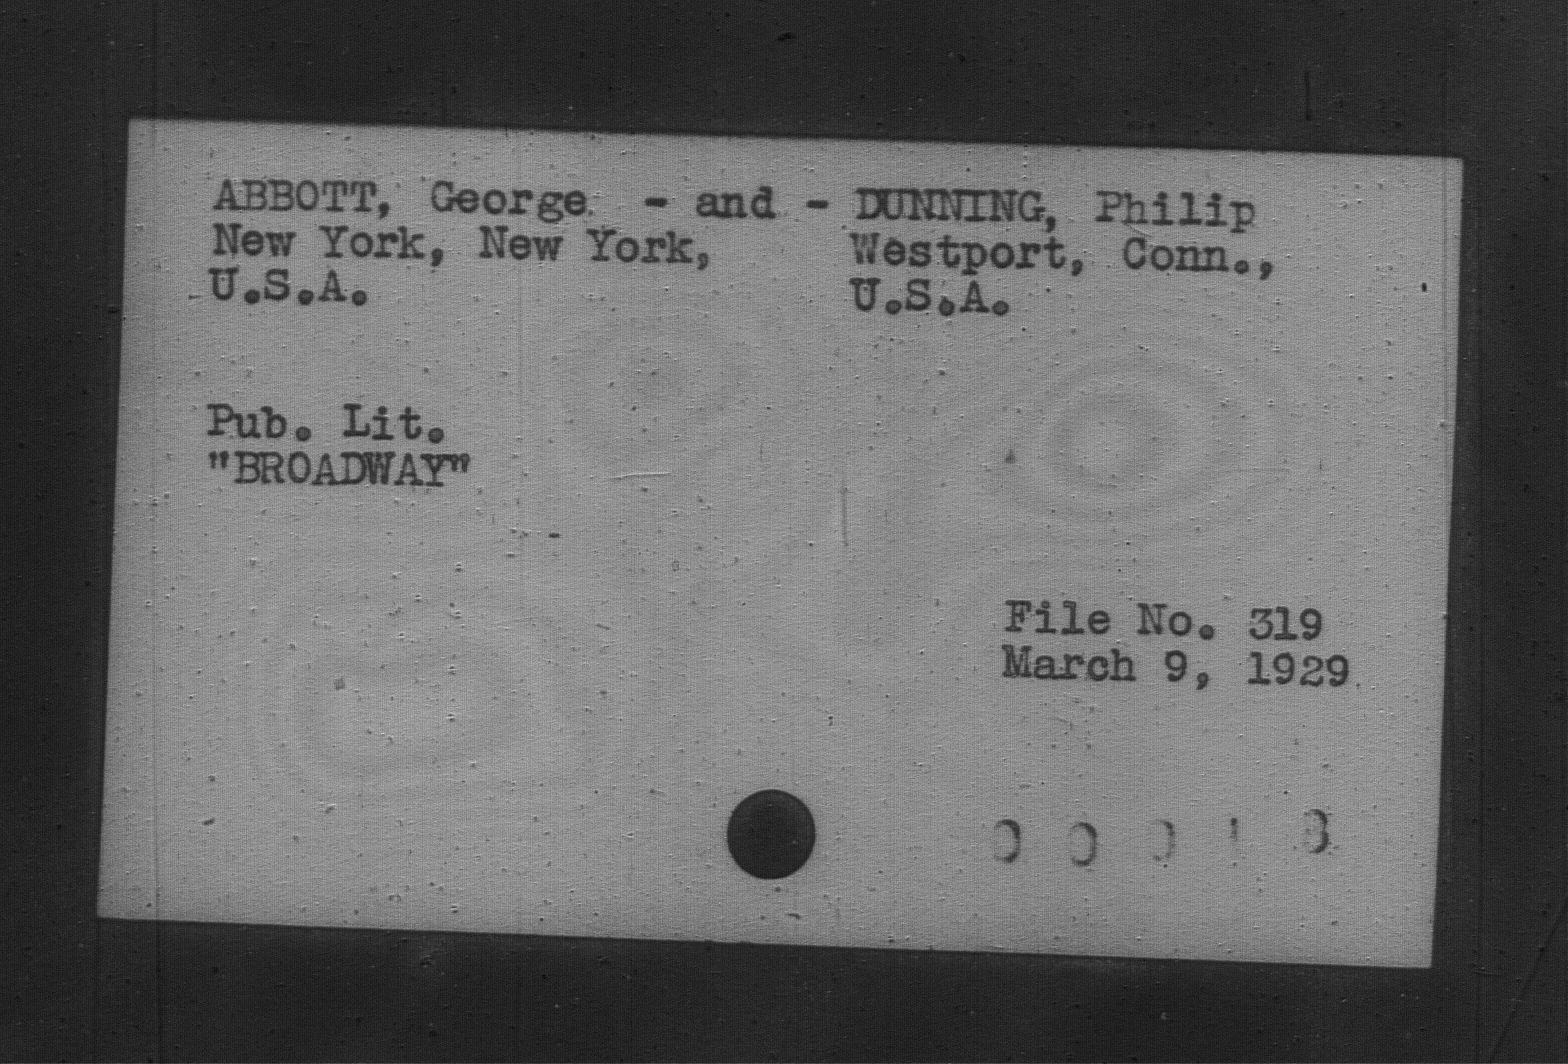 ABBOTT, George - and - DUNNING, Philip
New York, New York, Westport, Conn.,
U.S.A. U.S.A.
Pub. Lit.
"BROADWAY"
File No. 319
March 9, 1929